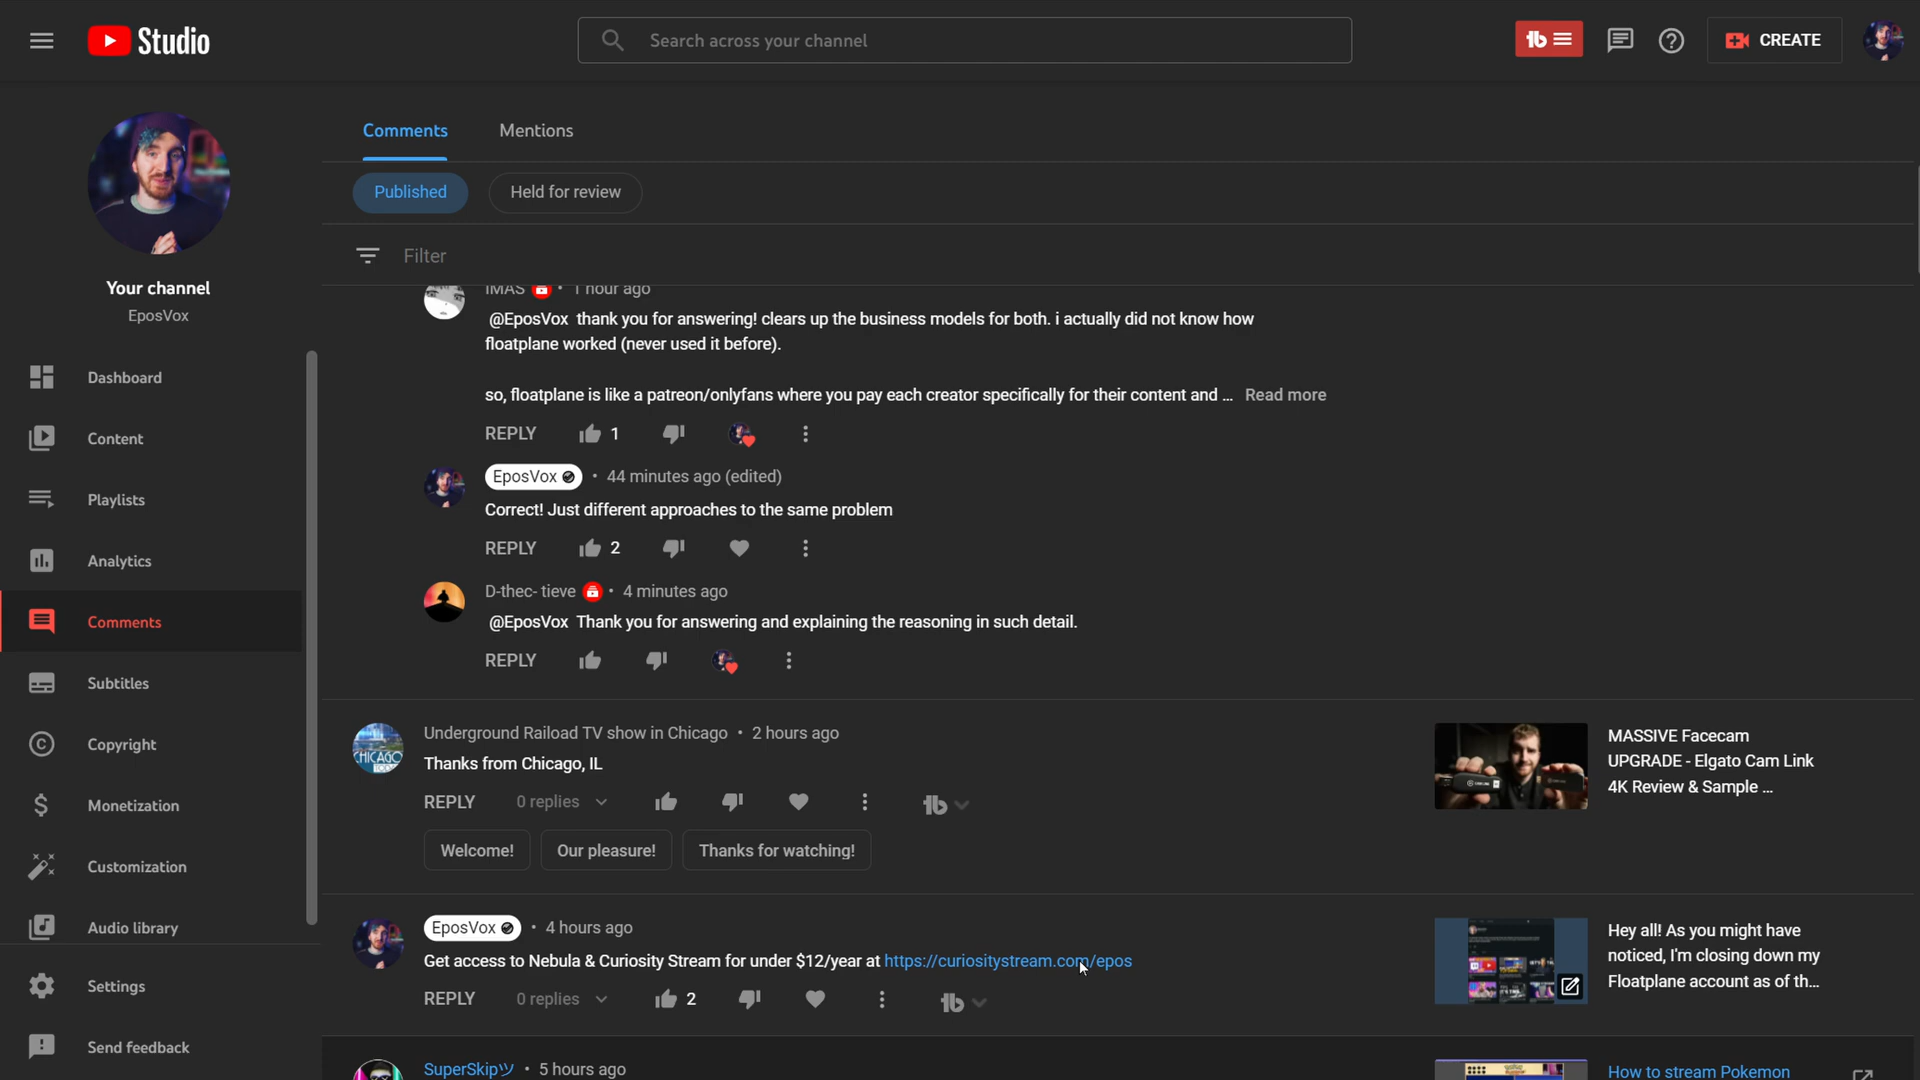 Studio
Search across your channel
CREATE
Your channel
EposVox
Dashboard
Content
Playlists
Analytics
Comments
Subtitles
Copyright
Monetization
Customization
Audio library
Settings
Send feedback
Comments
Mentions
Published
Held for review
Filter
IMAS • 1 hour ago
@EposVox thank you for answering! clears up the business models for both. i actually did not know how
floatplane worked (never used it before).
so, floatplane is like a patreon/onlyfans where you pay each creator specifically for their content and ... Read more
REPLY 1
EposVox • 44 minutes ago (edited)
Correct! Just different approaches to the same problem
REPLY 2
D-thec- tieve • 4 minutes ago
@EposVox Thank you for answering and explaining the reasoning in such detail.
REPLY
CHICAGO
Underground Raiload TV show in Chicago • 2 hours ago
Thanks from Chicago, IL
REPLY 0 replies
Welcome! Our pleasure! Thanks for watching!
MASSIVE Facecam
UPGRADE - Elgato Cam Link
4K Review & Sample ...
EposVox • 4 hours ago
Get access to Nebula & Curiosity Stream for under $12/year at https://curiositystream.com/epos
REPLY 0 replies 2
Hey all! As you might have
noticed, I'm closing down my
Floatplane account as of th...
SuperSkipツ • 5 hours ago
How to stream Pokemon